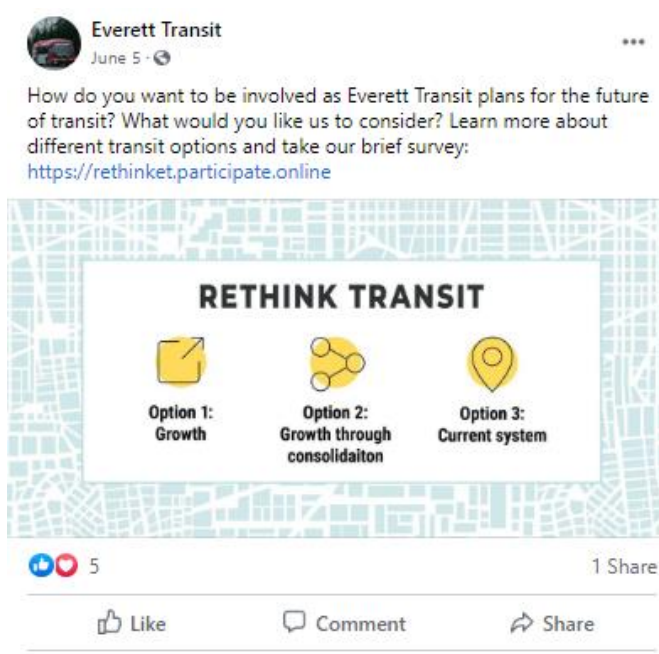 Everett Transit
June 5 ·
How do you want to be involved as Everett Transit plans for the future
of transit? What would you like us to consider? Learn more about
different transit options and take our brief survey:
https://rethinket.participate.online
RETHINK TRANSIT
Option 1:
Growth
Option 2:
Growth through
consolidaiton
Option 3:
Current system
5
1 Share
Like
Comment
Share